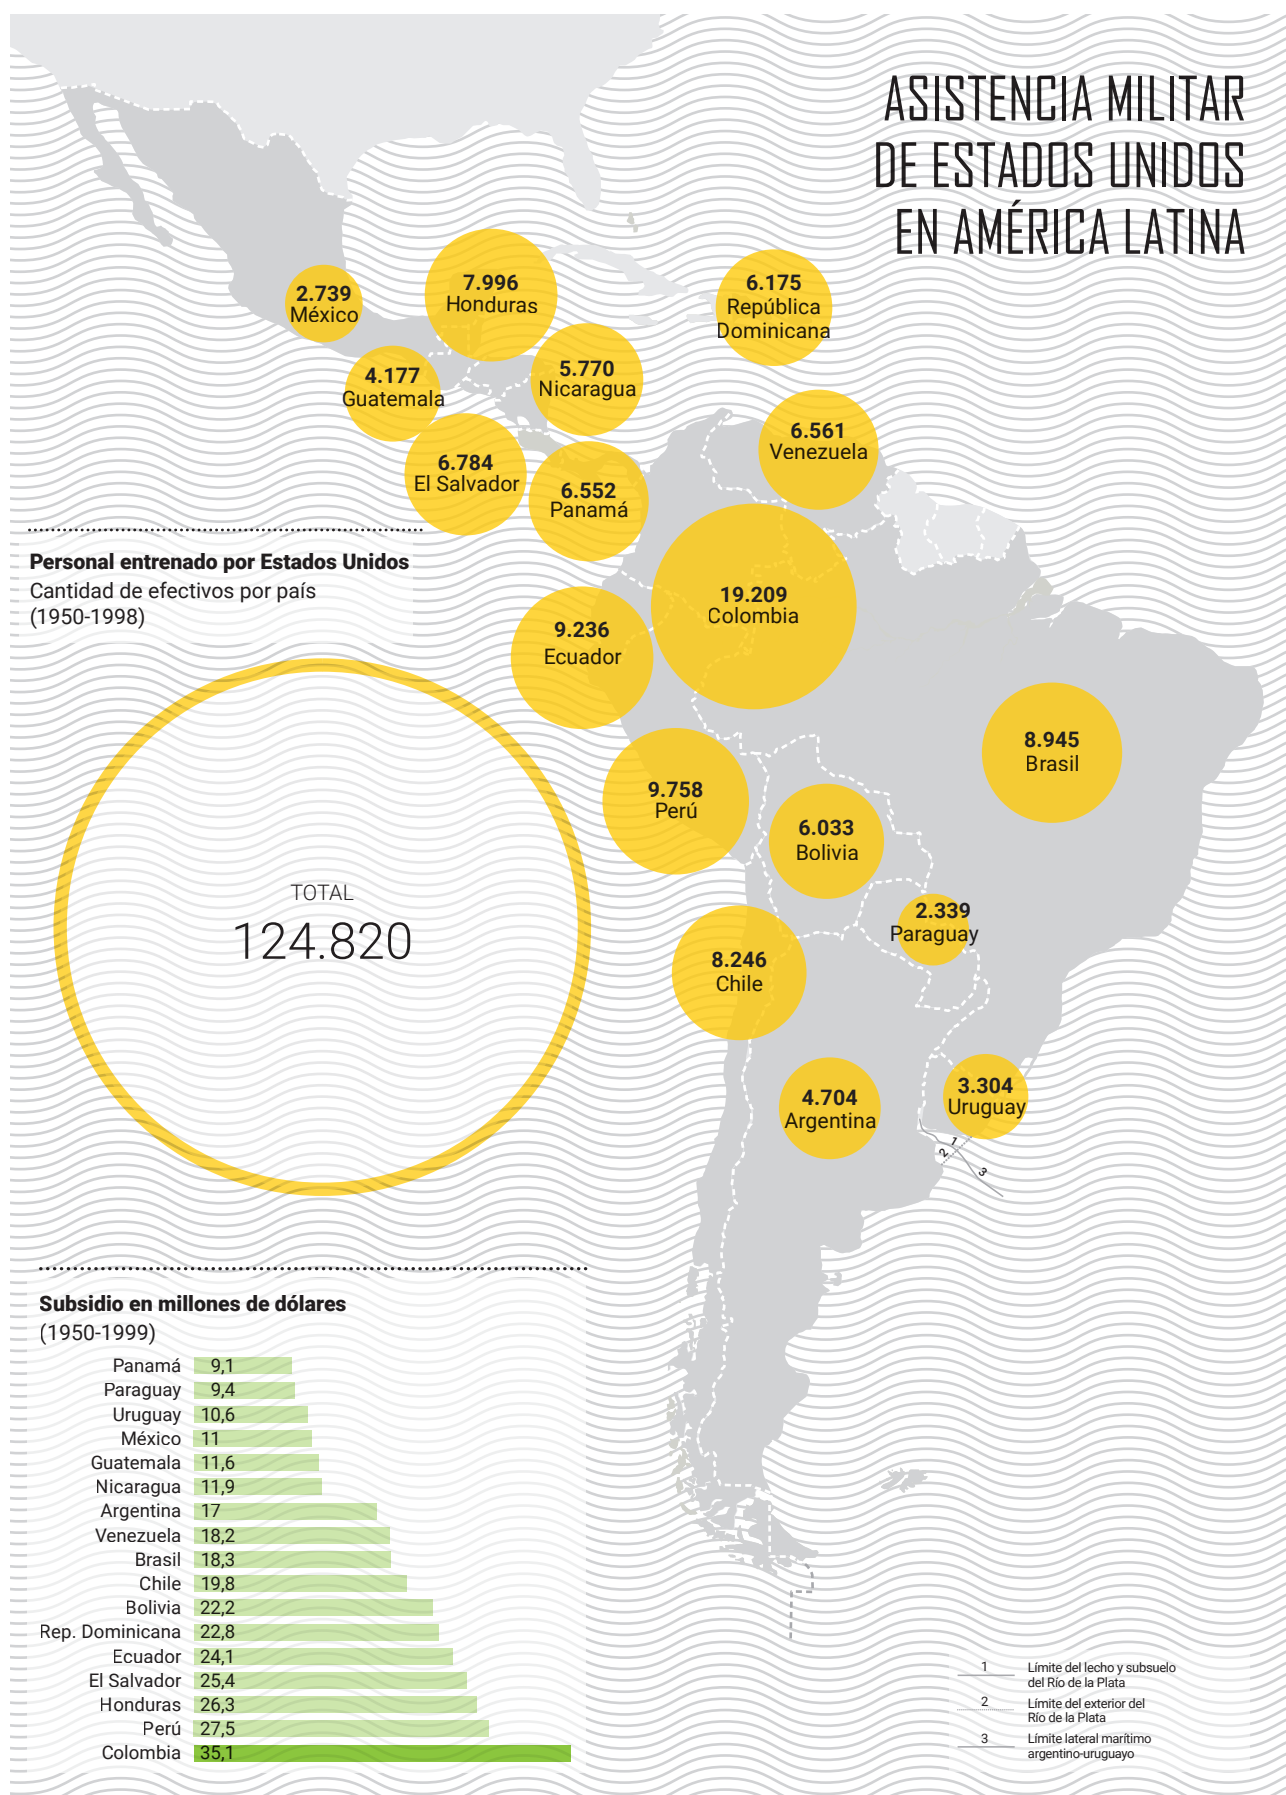 ASISTENCIA MILITAR
DE ESTADOS UNIDOS
EN AMÉRICA LATINA
2.739
México
7.996
Honduras
6.175
República
Dominicana
4.177
Guatemala
5.770
Nicaragua
6.784
El Salvador
6.552
Panamá
6.561
Venezuela
Personal entrenado por Estados Unidos
Cantidad de efectivos por país
(1950-1998)
19.209
Colombia
9.236
Ecuador
8.945
Brasil
9.758
Perú
6.033
Bolivia
TOTAL
124.820
2.339
Paraguay
8.246
Chile
4.704
Argentina
3.304
Uruguay
1
2
3
Subsidio en millones de dólares
(1950-1999)
Panamá 9,1
Paraguay 9,4
Uruguay 10,6
México 11
Guatemala 11,6
Nicaragua 11,9
Argentina 17
Venezuela 18,2
Brasil 18,3
Chile 19,8
Bolivia 22,2
Rep. Dominicana 22,8
Ecuador 24,1
El Salvador 25,4
Honduras 26,3
Perú 27,5
Colombia 35,1
1 Límite del lecho y subsuelo
del Río de la Plata
2 Límite del exterior del
Río de la Plata
3 Límite lateral marítimo
argentino-uruguayo